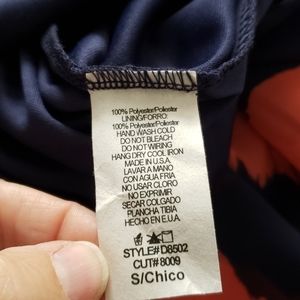 100% Polyester/Poliester
LINING/FORRO:
100% Polyester/Poliester
HAND WASH COLD
DO NOT BLEACH
DO NOT WIRING
HANG DRY COOL IRON
MADE IN U.S.A.
LAVAR A MANO
CON AGUA FRIA
NO USAR CLORO
NO EXPRIMIR
SECAR COLGADO
PLANCHA TIBIA
HECHO EN E.U.A.
STYLE# D8502
CUT# 8009
S/Chico